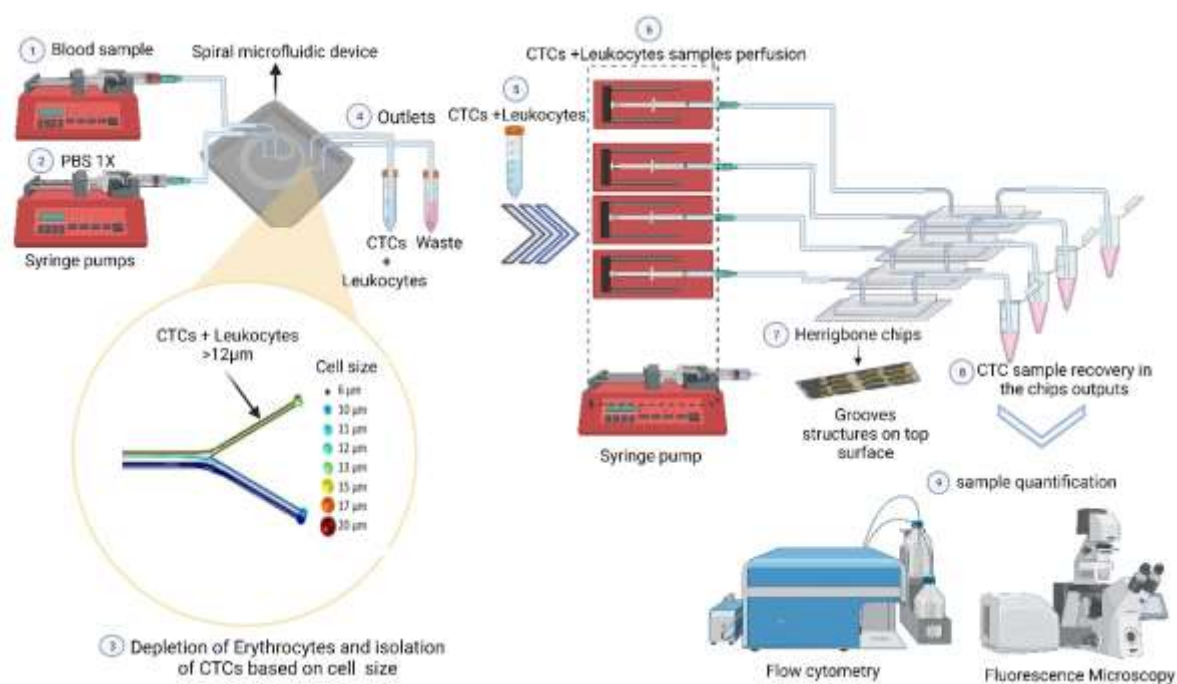 1 Blood sample
Spiral microfluidic device
2 PBS 1X
Syringe pumps
4 Outlets
CTCs
+
Leukocytes
Waste
CTCs + Leukocytes
>12μm
Cell size
6 μm
10 μm
11 μm
12 μm
13 μm
15 μm
17 μm
20 μm
3 Depletion of Erythrocytes and isolation
of CTCs based on cell size
5
CTCs +Leukocytes
6
CTCs +Leukocytes samples perfusion
Syringe pump
7 Herrigbone chips
Grooves
structures on top
surface
8 CTC sample recovery in
the chips outputs
9 sample quantification
Flow cytometry
Fluorescence Microscopy